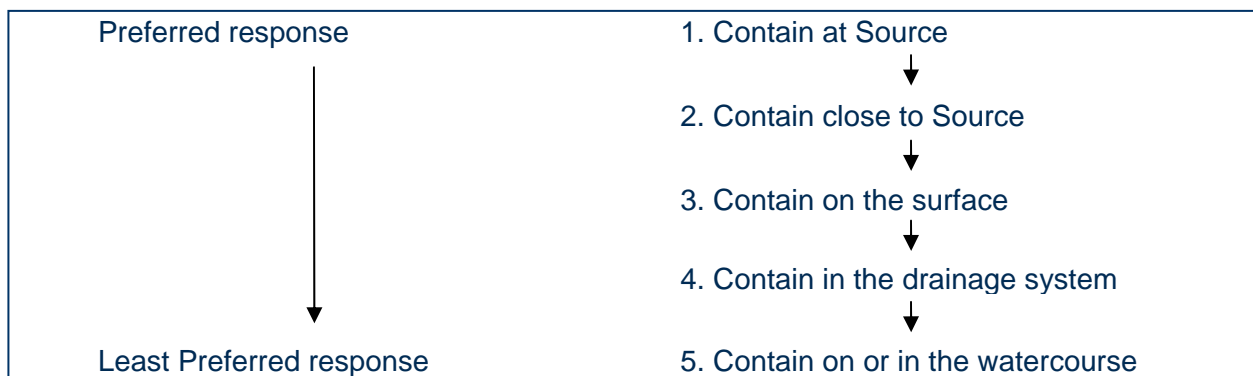 Preferred response
1. Contain at Source
2. Contain close to Source
3. Contain on the surface
4. Contain in the drainage system
Least Preferred response
5. Contain on or in the watercourse